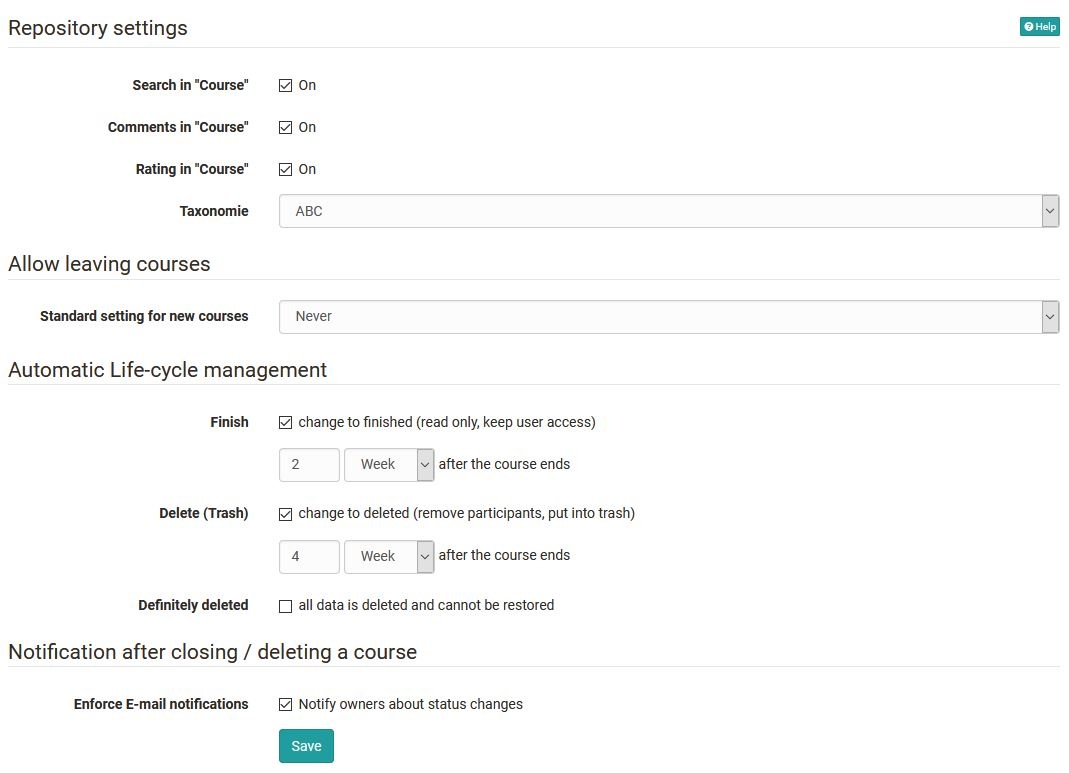 Repository settings
Help
Search in "Course" On
Comments in "Course" On
Rating in "Course" On
Taxonomie ABC
Allow leaving courses
Standard setting for new courses Never
Automatic Life-cycle management
Finish change to finished (read only, keep user access)
2 Week after the course ends
Delete (Trash) change to deleted (remove participants, put into trash)
4 Week after the course ends
Definitely deleted all data is deleted and cannot be restored
Notification after closing / deleting a course
Enforce E-mail notifications Notify owners about status changes
Save